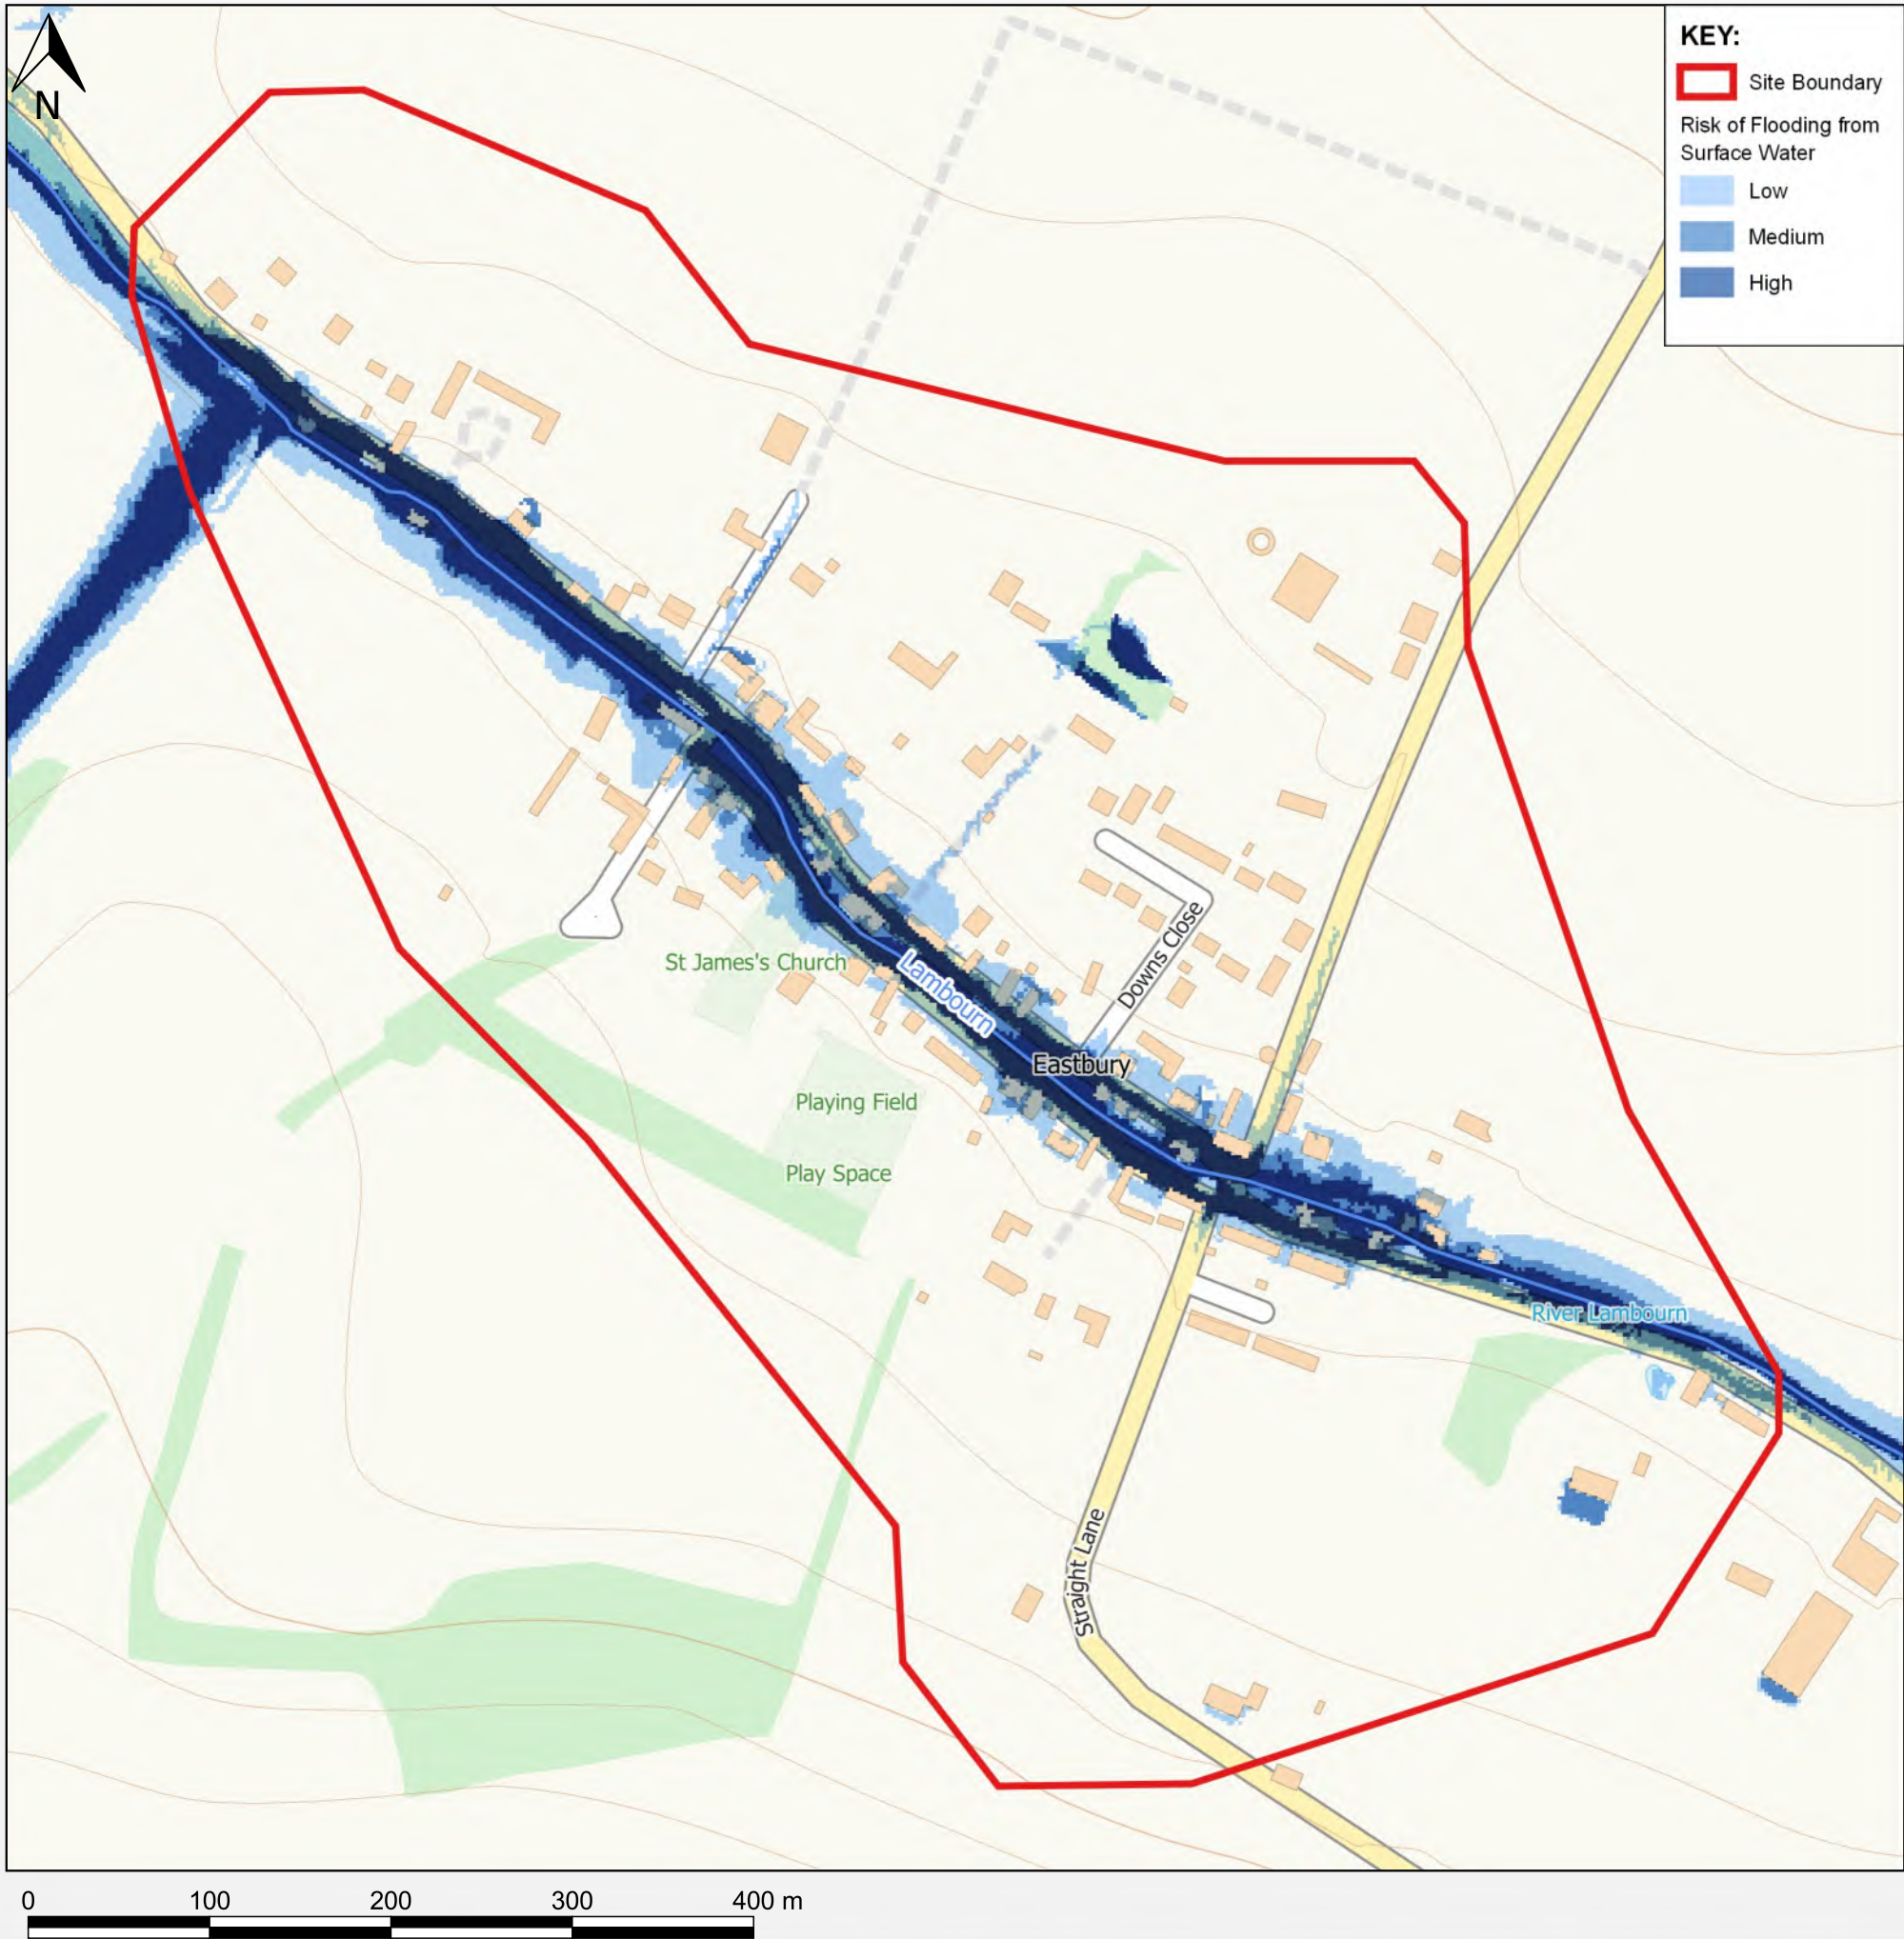 N
KEY:
Site Boundary
Risk of Flooding from
Surface Water
Low
Medium
High
Downs Close
St James's Church
Lambourn
Eastbury
Playing Field
Play Space
River Lambourn
Straight Lane
0 100 200 300 400 m